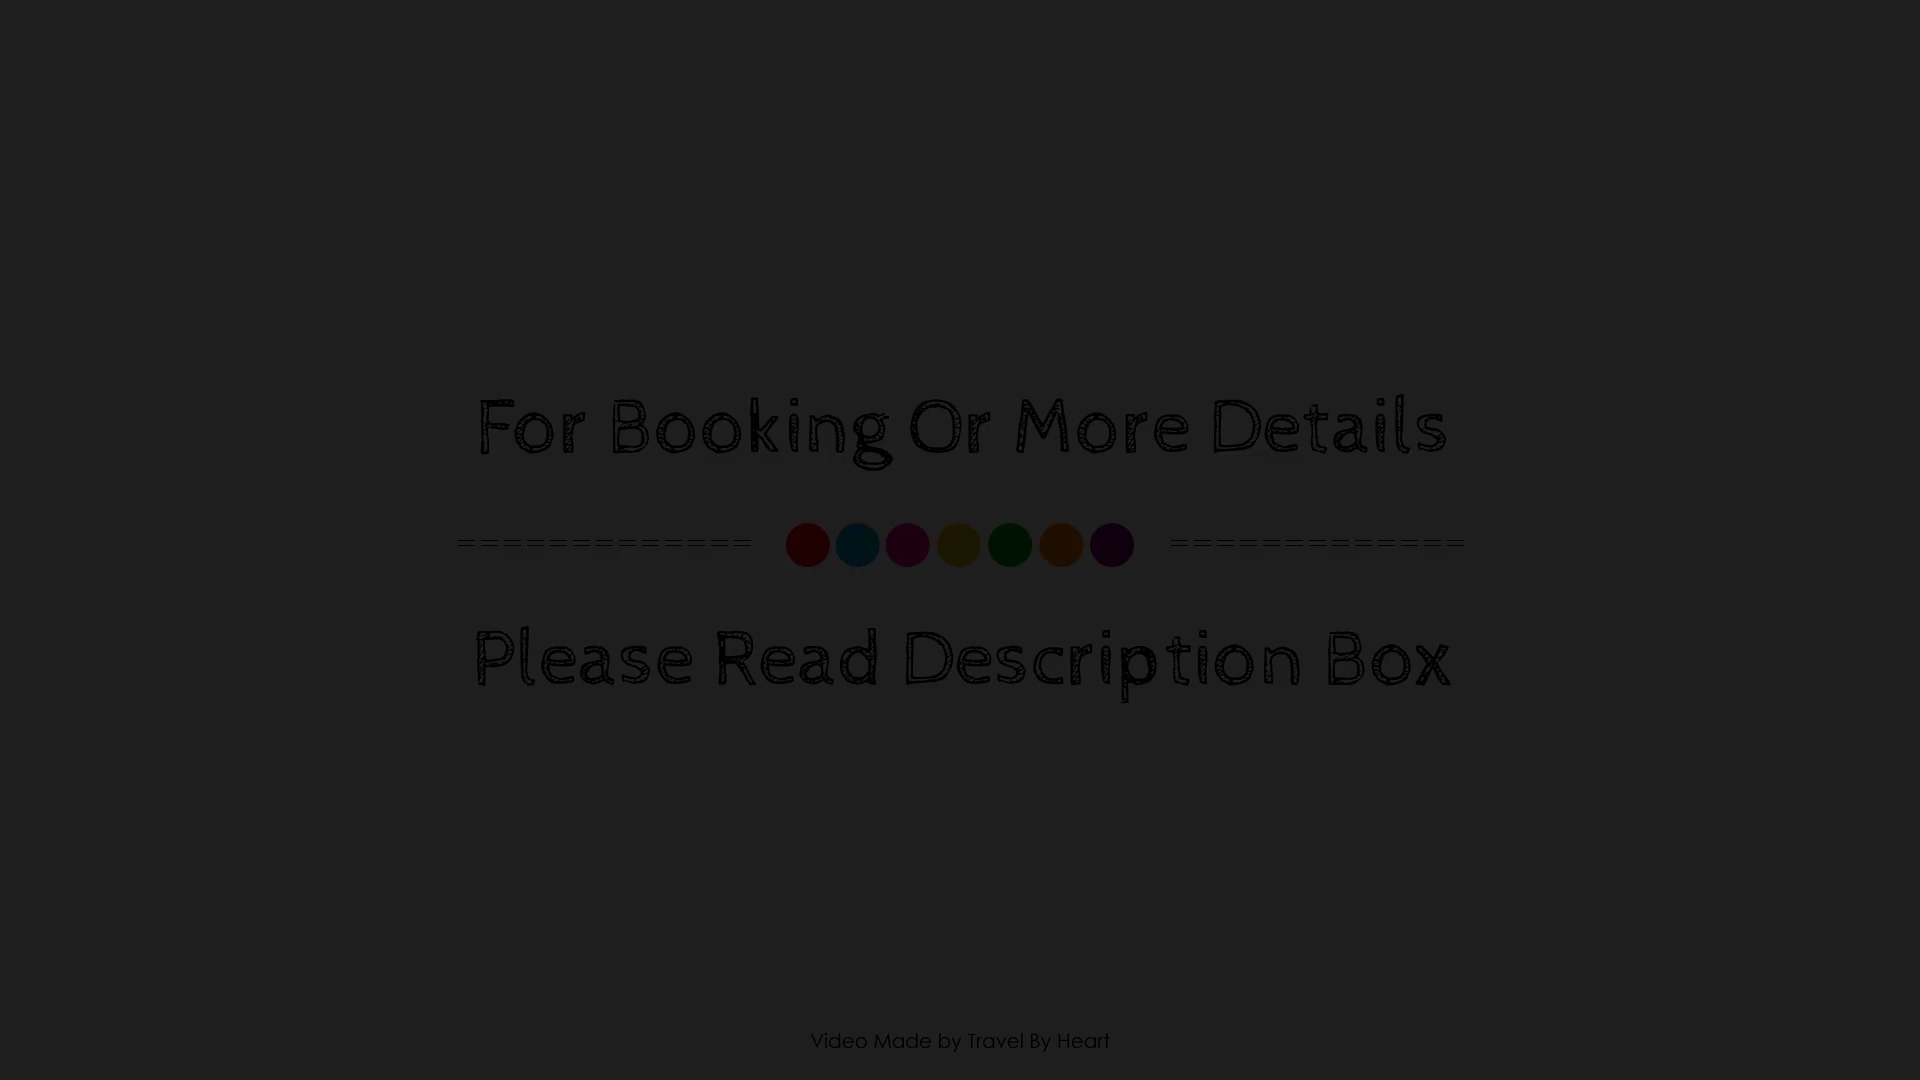 For Booking Or More Details
============= =============
Please Read Description Box
Video Made by Travel By Heart